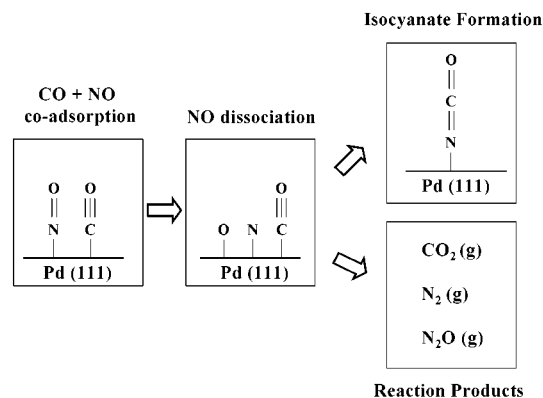 CO + NO
co-adsorption
O O
N C
Pd (111)
NO dissociation
O
O N C
Pd (111)
Isocyanate Formation
O
C
N
Pd (111)
CO₂ (g)
N₂ (g)
N₂O (g)
Reaction Products